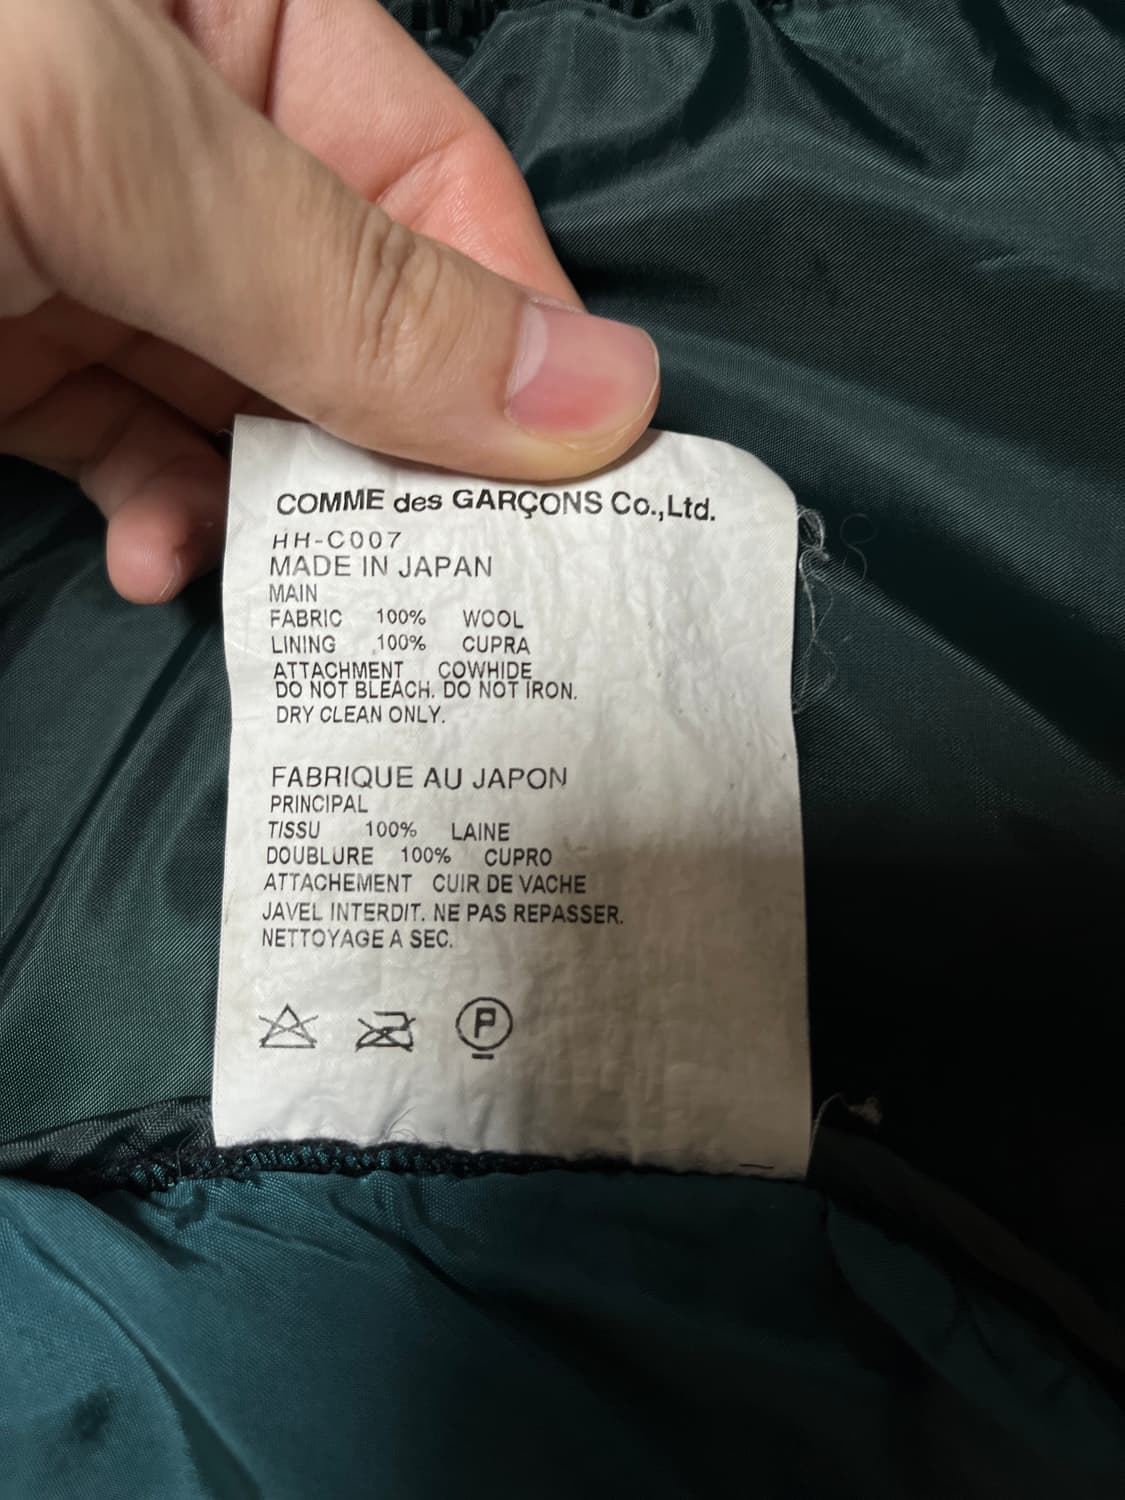 COMME des GARÇONS Co.,Ltd.
HH-C007
MADE IN JAPAN
MAIN
FABRIC 100% WOOL
LINING 100% CUPRA
ATTACHMENT COWHIDE
DO NOT BLEACH. DO NOT IRON.
DRY CLEAN ONLY.
FABRIQUE AU JAPON
PRINCIPAL
TISSU 100% LAINE
DOUBLURE 100% CUPRO
ATTACHEMENT CUIR DE VACHE
JAVEL INTERDIT. NE PAS REPASSER.
NETTOYAGE A SEC.
P